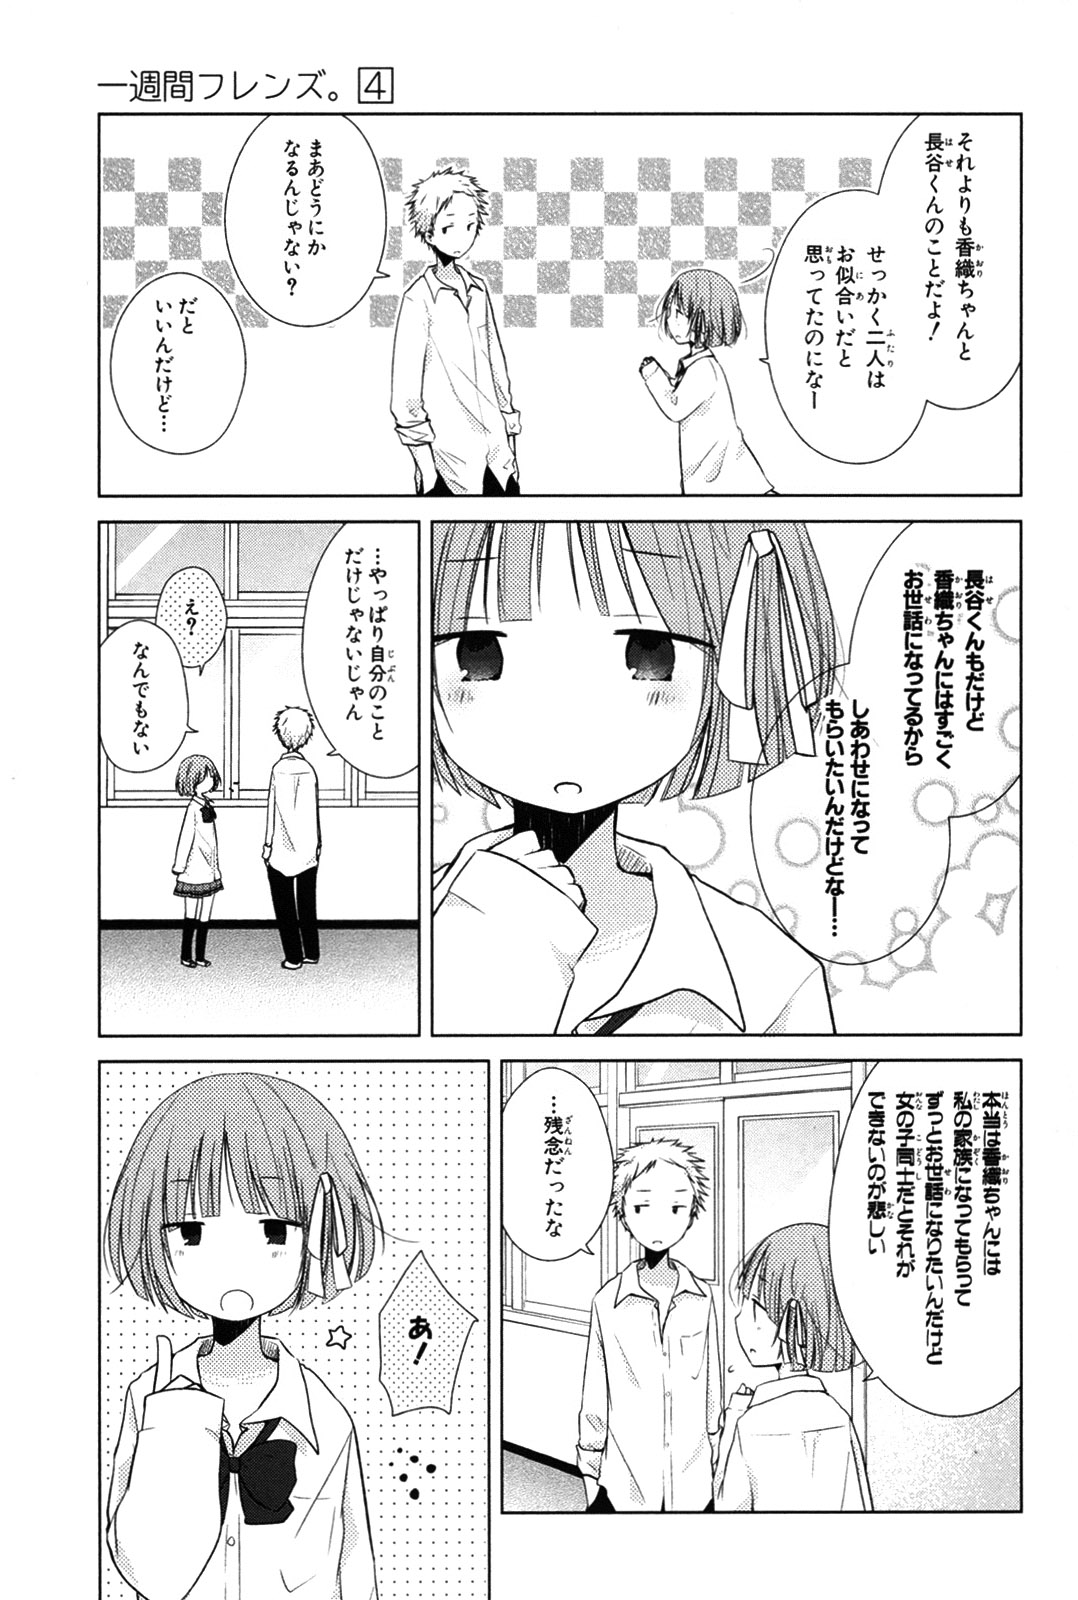 一週間フレンズ。4
それよりも香織ちゃんと
長谷くんのことだよ！
せっかく二人は
お似合いだと
思ってたのになー
まあどうにか
なるんじゃない？
だと
いいんだけど…
長谷くんもだけど
香織ちゃんにはすごく
お世話になってるから
しあわせになって
もらいたいんだけどなー…
…やっぱり自分のこと
だけじゃないじゃん
え？
なんでもない
本当は香織ちゃんには
私の家族になってもらって
ずっとお世話になりたいんだけど
女の子同士だとそれが
できないのが悲しい
…残念だったな
あ！